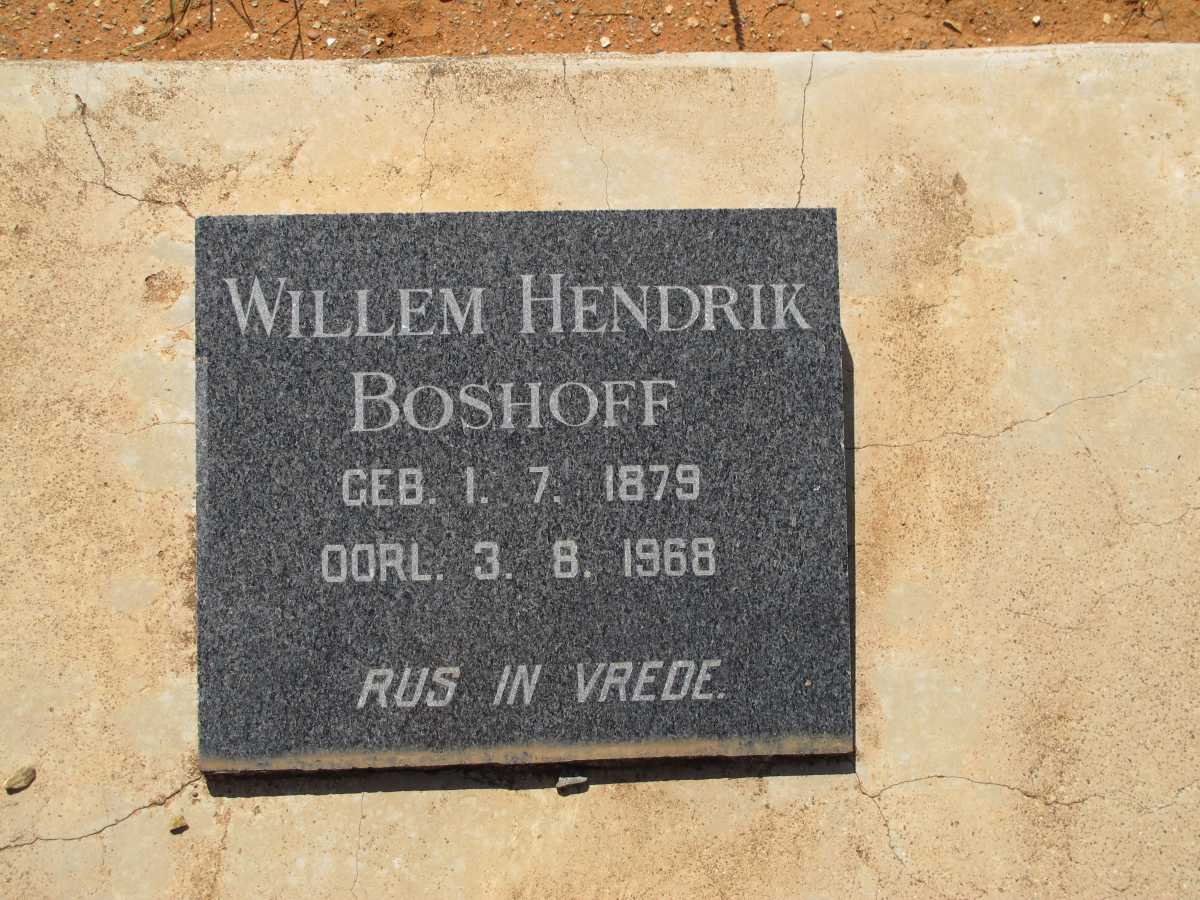 WILLEM HENDRIK
BOSHOFF
GEB. 1. 7. 1879
OORL. 3. 8. 1968
RUS IN VREDE.